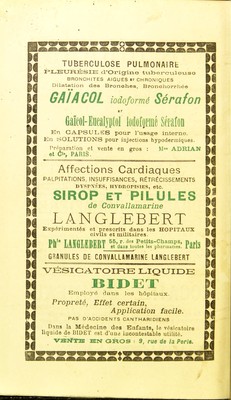 TUBERCULOSE PULMONAIRE
PLEURÉSIE d'Origine tuberculeuse
BRONCHITES AIGUËS ET CHRONIQUES
Dilatation des Bronches, Bronchorrhée
GAÏACOL iodoformé Sérafon
ET
Gaïcol-Eucalyptol Iodoformé Sérafon
En CAPSULES pour l'usage interne.
En SOLUTIONS pour injections hypodermiques.
Préparation et vente en gros : Mon ADRIAN
et Cie, PARIS.
Affections Cardiaques
PALPITATIONS, INSUFFISANCES, RÉTRÉCISSEMENTS
DYSPNÉES, HYDROPISIES, etc.
SIROP ET PILULES
de Convallamarine
LANGLEBERT
Expérimentés et prescrits dans les HOPITAUX
civils et militaires.
Phie LANGLEBERT 55, r. des Petits-Champs, Paris
et dans toutes les pharmacies.
GRANULES DE CONVALLAMARINE LANGLEBERT
VÉSICATOIRE LIQUIDE
BIDET
Employé dans les hôpitaux.
Propreté, Effet certain,
Application facile.
PAS D'ACCIDENTS CANTHARIDIENS
Dans la Médecine des Enfants, le vésicatoire
liquide de BIDET est d'une incontestable utilité.
VENTE EN GROS : 9, rue de la Perle.